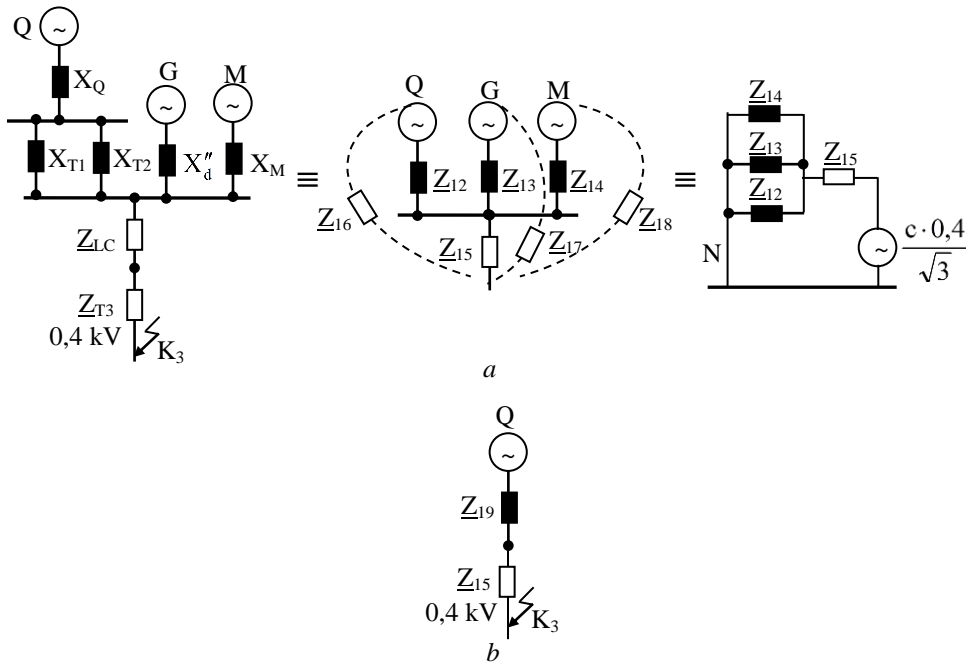 Q
X_Q
G
M
X_T1
X_T2
X″_d
X_M
Z_LC
Z_T3
0,4 kV
K_3
≡
Q
G
M
Z_12
Z_13
Z_14
Z_16
Z_15
Z_17
Z_18
≡
Z_14
Z_13
Z_15
Z_12
N
c · 0,4
√3
a
Q
Z_19
Z_15
0,4 kV
K_3
b